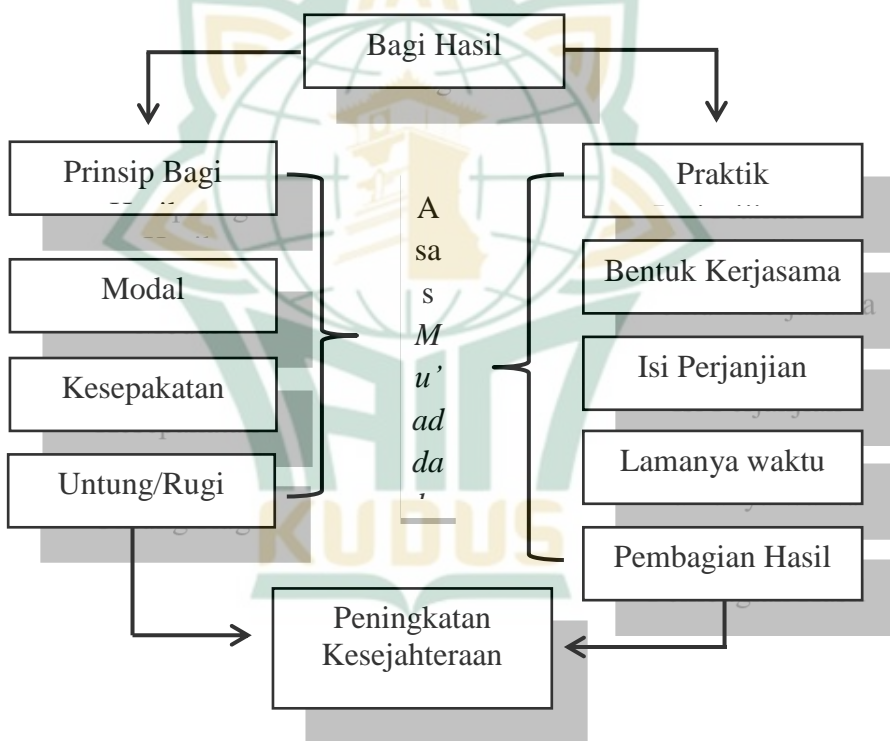 Bagi Hasil
Prinsip Bagi
Modal
Kesepakatan
Untung/Rugi
A
sa
s
M
u’
ad
da
Praktik
Bentuk Kerjasama
Isi Perjanjian
Lamanya waktu
Pembagian Hasil
Peningkatan
Kesejahteraan
KUDUS